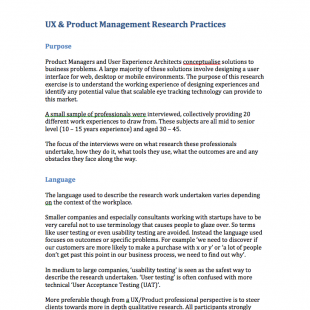 UX & Product Management Research Practices
Purpose
Product Managers and User Experience Architects conceptualise solutions to
business problems. A large majority of these solutions involve designing a user
interface for web, desktop or mobile environments. The purpose of this research
exercise is to understand the working experience of designing experiences and
identify any potential value that scalable eye tracking technology can provide to
this market.
A small sample of professionals were interviewed, collectively providing 20
different work experiences to draw from. These subjects are all mid to senior
level (10 – 15 years experience) and aged 30 – 45.
The focus of the interviews were on what research these professionals
undertake, how they do it, what tools they use, what the outcomes are and any
obstacles they face along the way.
Language
The language used to describe the research work undertaken varies depending
on the context of the workplace.
Smaller companies and especially consultants working with startups have to be
very careful not to use terminology that causes people to glaze over. So terms
like user testing or even usability testing are avoided. Instead the language used
focuses on outcomes or specific problems. For example 'we need to discover if
our customers are more likely to make a purchase with x or y' or 'a lot of people
don't get past this point in our business process, we need to find out why'.
In medium to large companies, 'usability testing' is seen as the safest way to
describe the research undertaken. 'User testing' is often confused with more
technical 'User Acceptance Testing (UAT)'.
More preferable though from a UX/Product professional perspective is to steer
clients towards more in depth qualitative research. All participants strongly